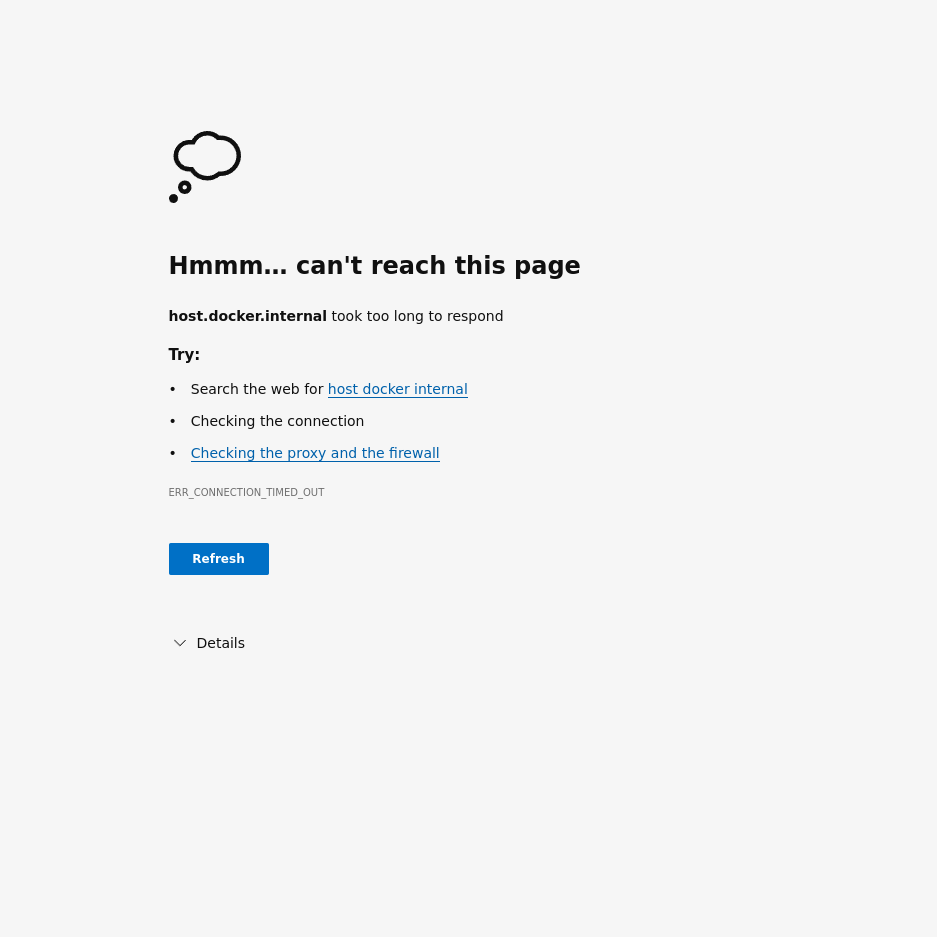 Hmmm… can't reach this page
host.docker.internal took too long to respond
Try:
• Search the web for host docker internal
• Checking the connection
• Checking the proxy and the firewall
ERR_CONNECTION_TIMED_OUT
Refresh
Details